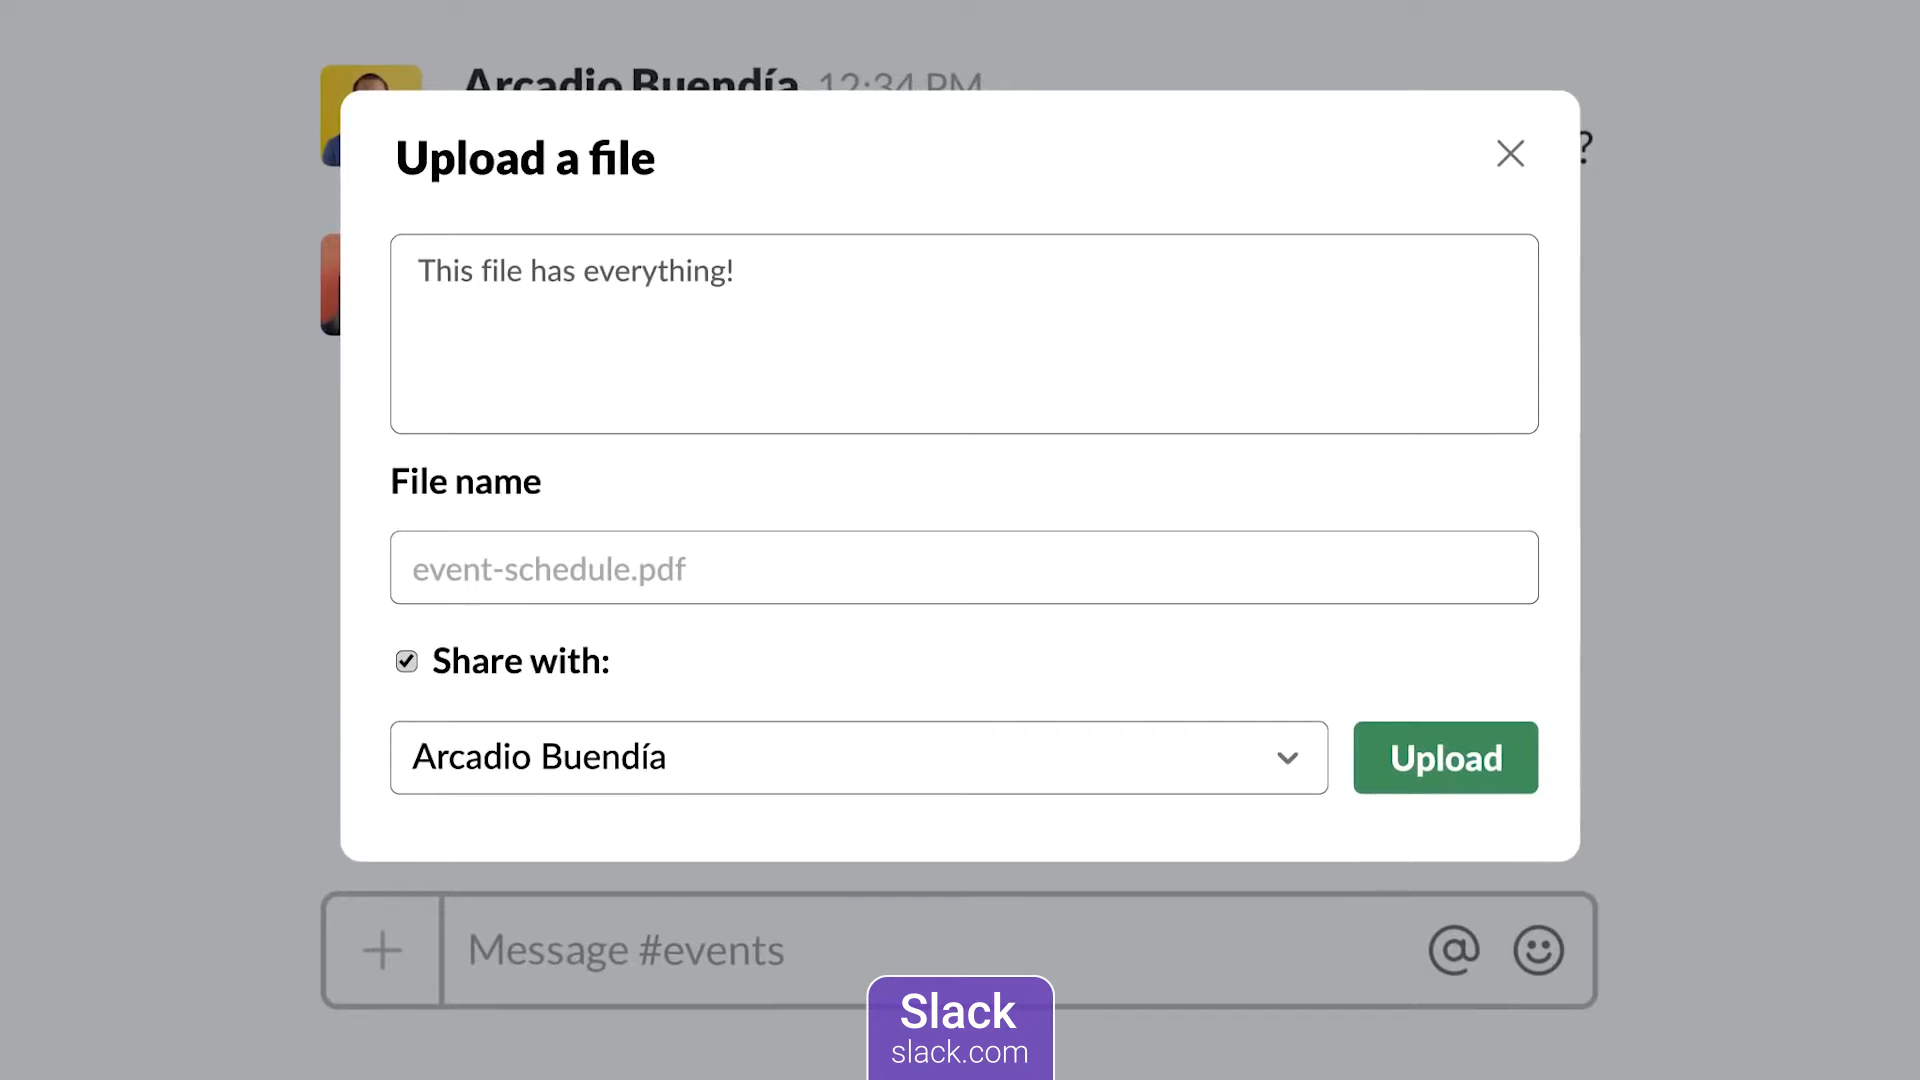 Arcadio Buendía 12:34 PM
?
Upload a file
This file has everything!
File name
event-schedule.pdf
Share with:
Arcadio Buendía
Upload
Message #events
Slack
slack.com